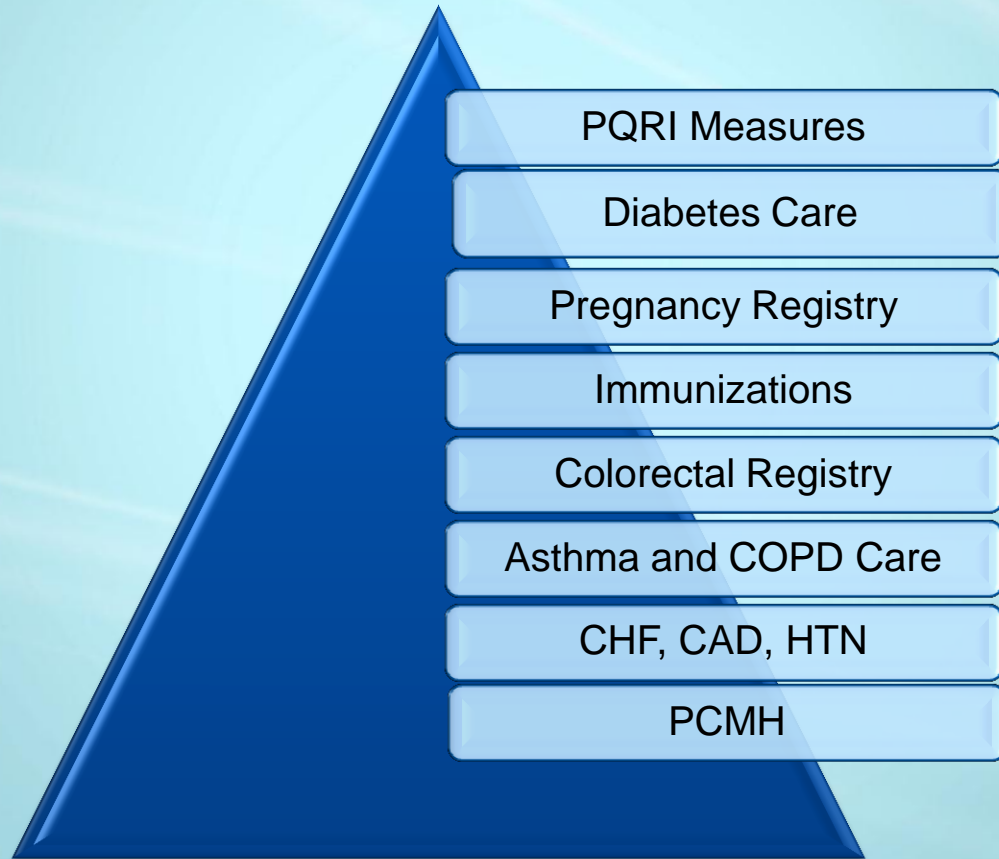 PQRI Measures
Diabetes Care
Pregnancy Registry
Immunizations
Colorectal Registry
Asthma and COPD Care
CHF, CAD, HTN
PCMH